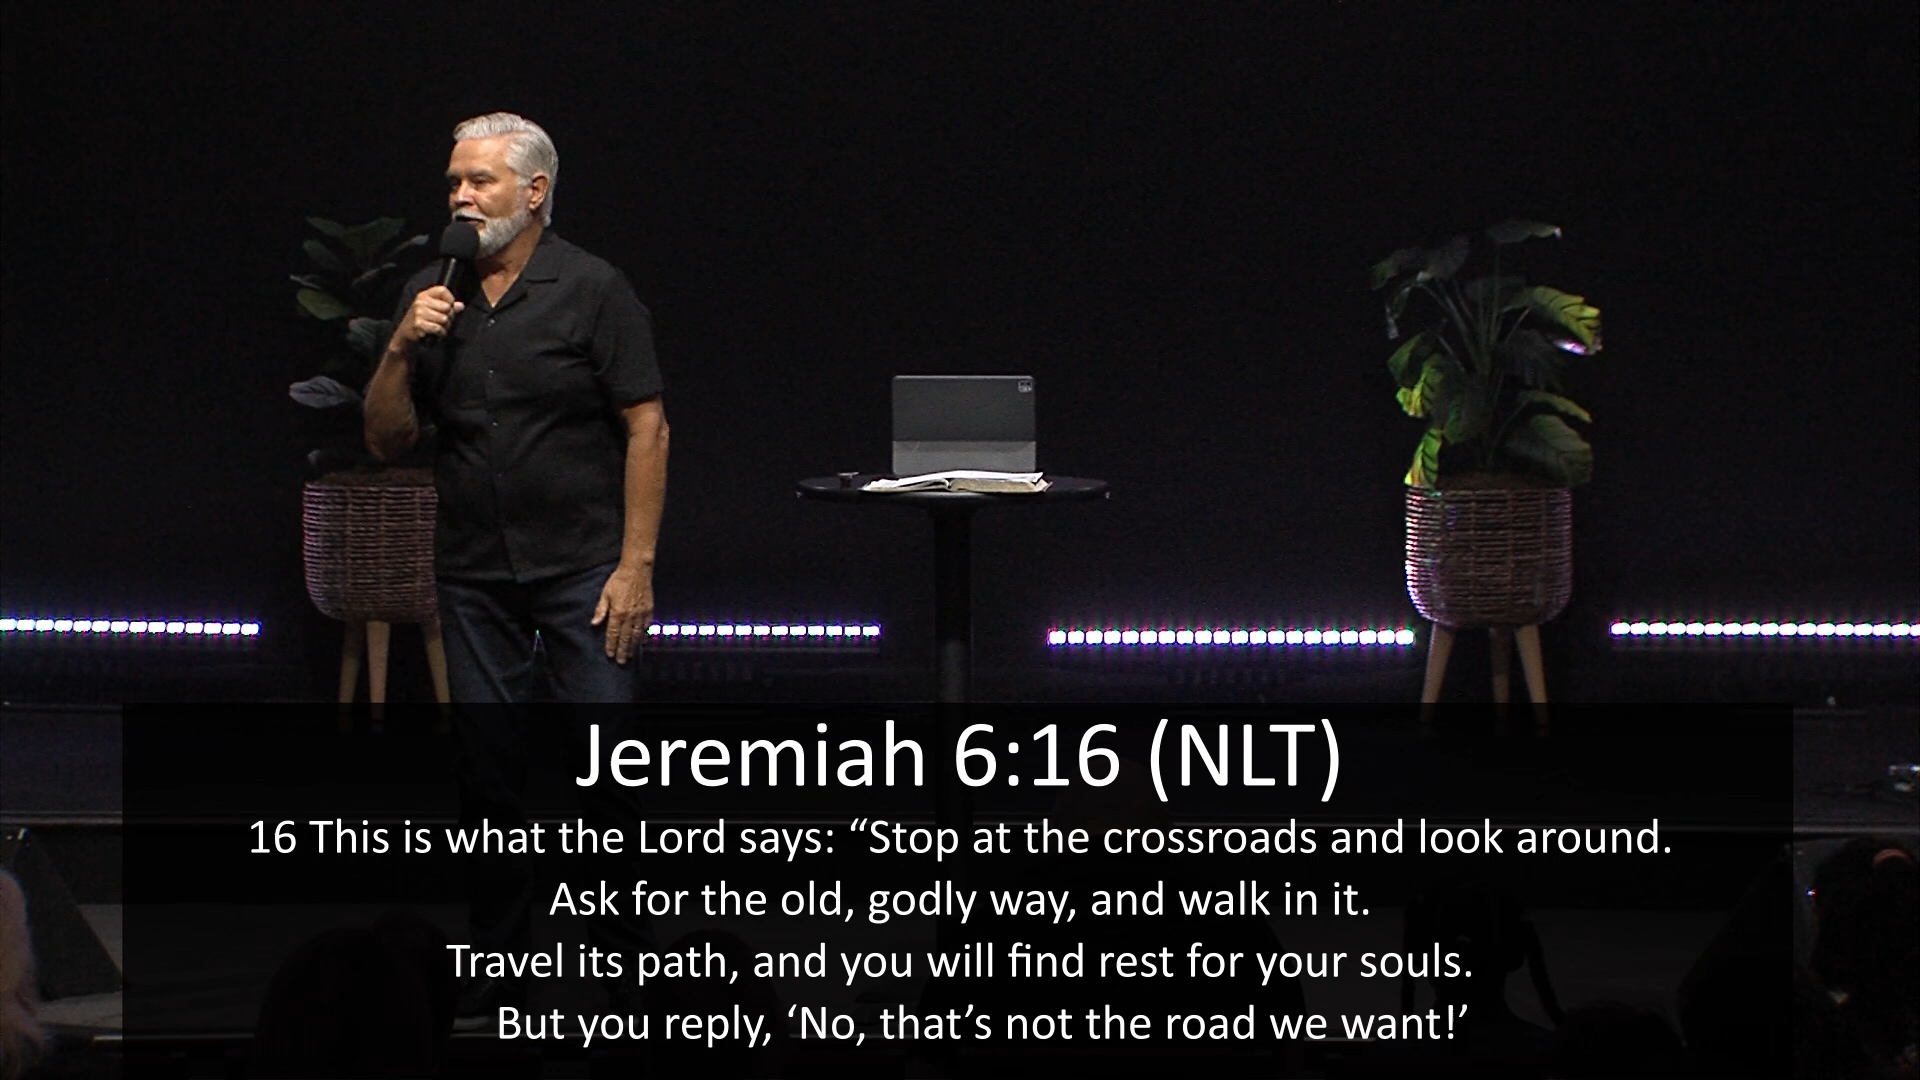 Jeremiah 6:16 (NLT)
16 This is what the Lord says: “Stop at the crossroads and look around.
Ask for the old, godly way, and walk in it.
Travel its path, and you will find rest for your souls.
But you reply, ‘No, that’s not the road we want!’